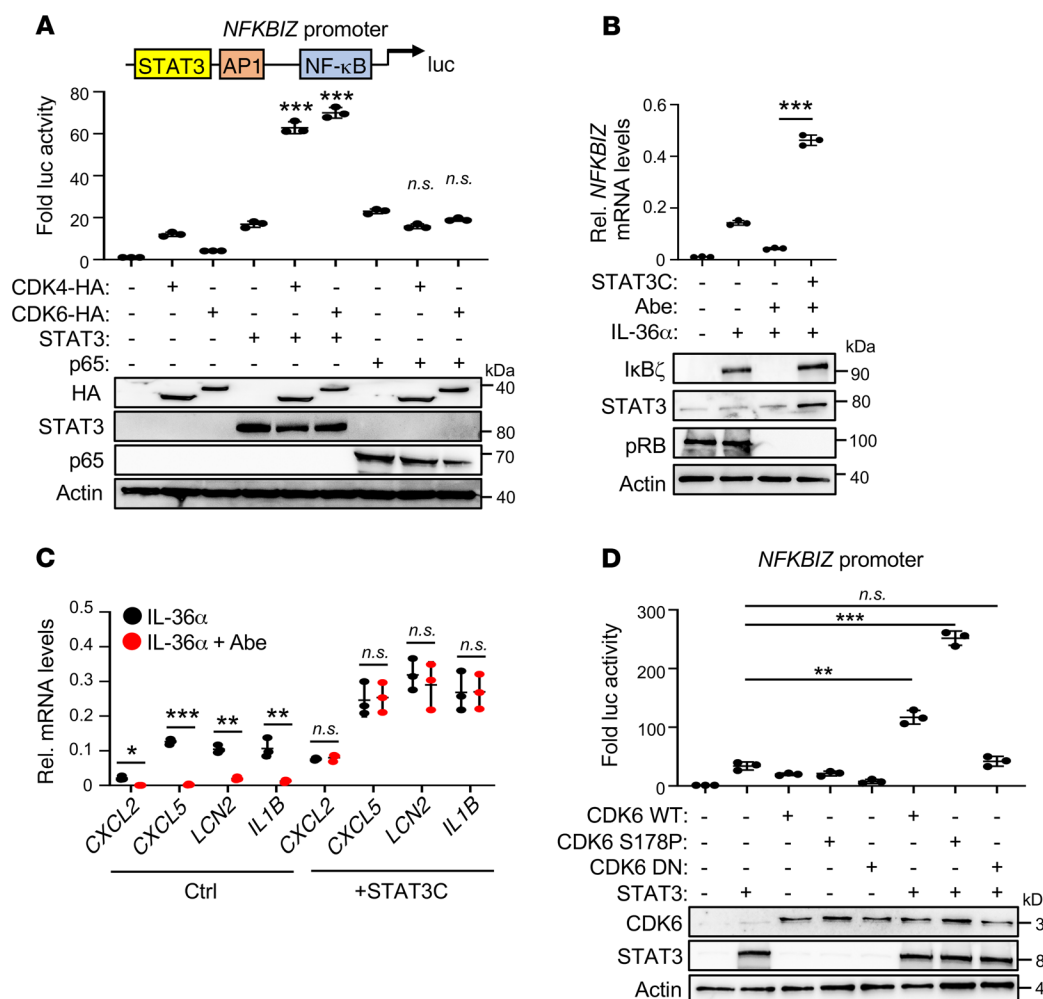 A
NFKBIZ promoter
STAT3 AP1 NF-κB luc
Fold luc actvity
80
60
40
20
0
*** ***
n.s. n.s.
CDK4-HA: - + - - + - - + -
CDK6-HA: - - + - - + - - +
STAT3: - - - + + + - - -
p65: - - - - - - + + +
kDa
HA 40
STAT3 80
p65 70
Actin 40
B
Rel. NFKBIZ
mRNA levels
0.6
0.4
0.2
0
***
STAT3C: - - - +
Abe: - - + +
IL-36α: - + + +
kDa
IκBζ 90
STAT3 80
pRB 100
Actin 40
C
Rel. mRNA levels
0.5
0.4
0.3
0.2
0.1
0
IL-36α
IL-36α + Abe
* *** ** ** n.s. n.s. n.s. n.s.
CXCL2 CXCL5 LCN2 IL1B CXCL2 CXCL5 LCN2 IL1B
Ctrl +STAT3C
D
NFKBIZ promoter
Fold luc activity
300
200
100
0
n.s.
***
**
CDK6 WT: - - + - - + - -
CDK6 S178P: - - - + - - + -
CDK6 DN: - - - - + - - +
STAT3: - + - - - + + +
CDK6
STAT3
Actin